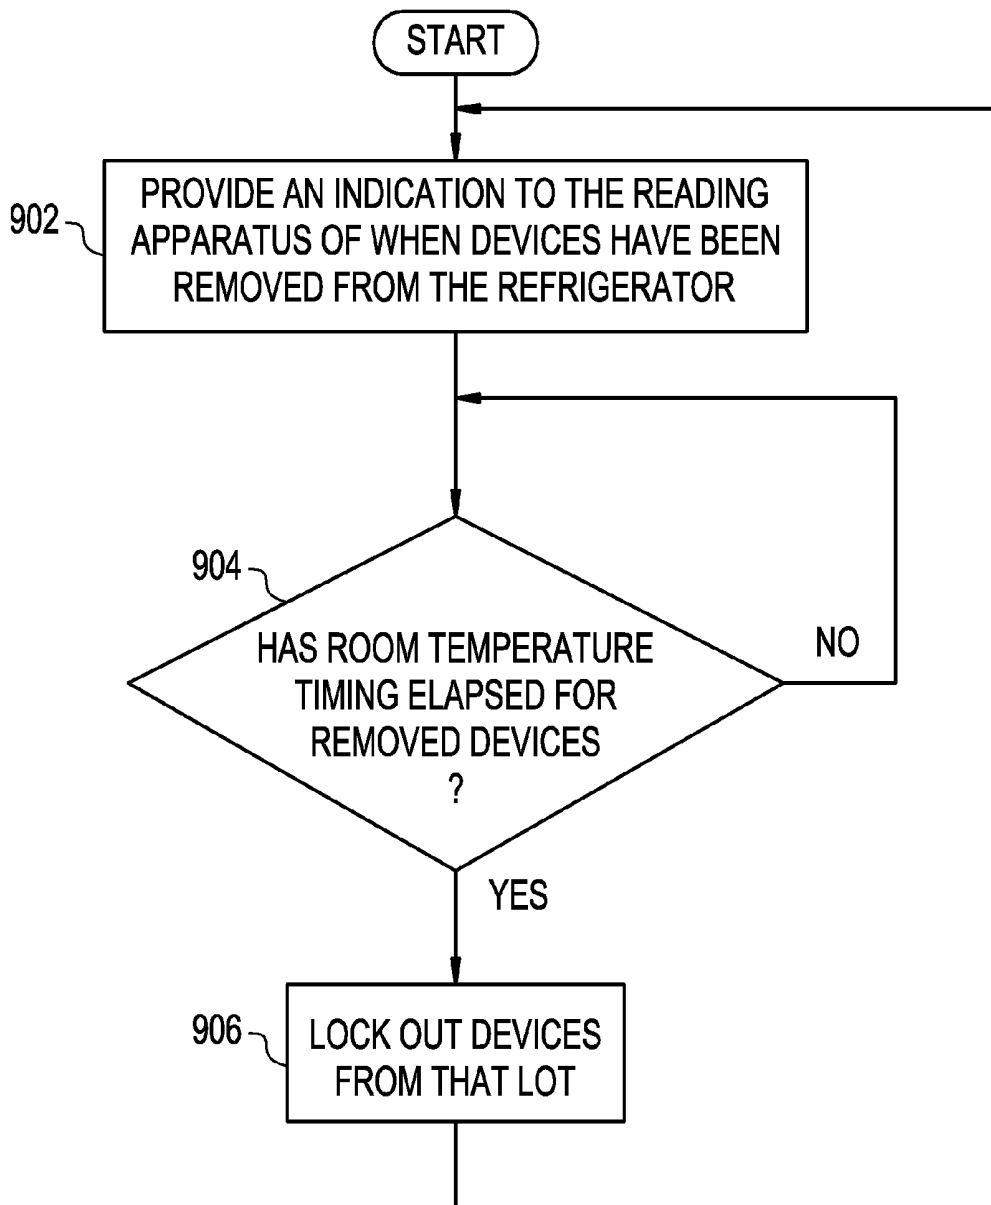 START
PROVIDE AN INDICATION TO THE READING
APPARATUS OF WHEN DEVICES HAVE BEEN
REMOVED FROM THE REFRIGERATOR
902
904
HAS ROOM TEMPERATURE
TIMING ELAPSED FOR
REMOVED DEVICES
?
NO
YES
906
LOCK OUT DEVICES
FROM THAT LOT